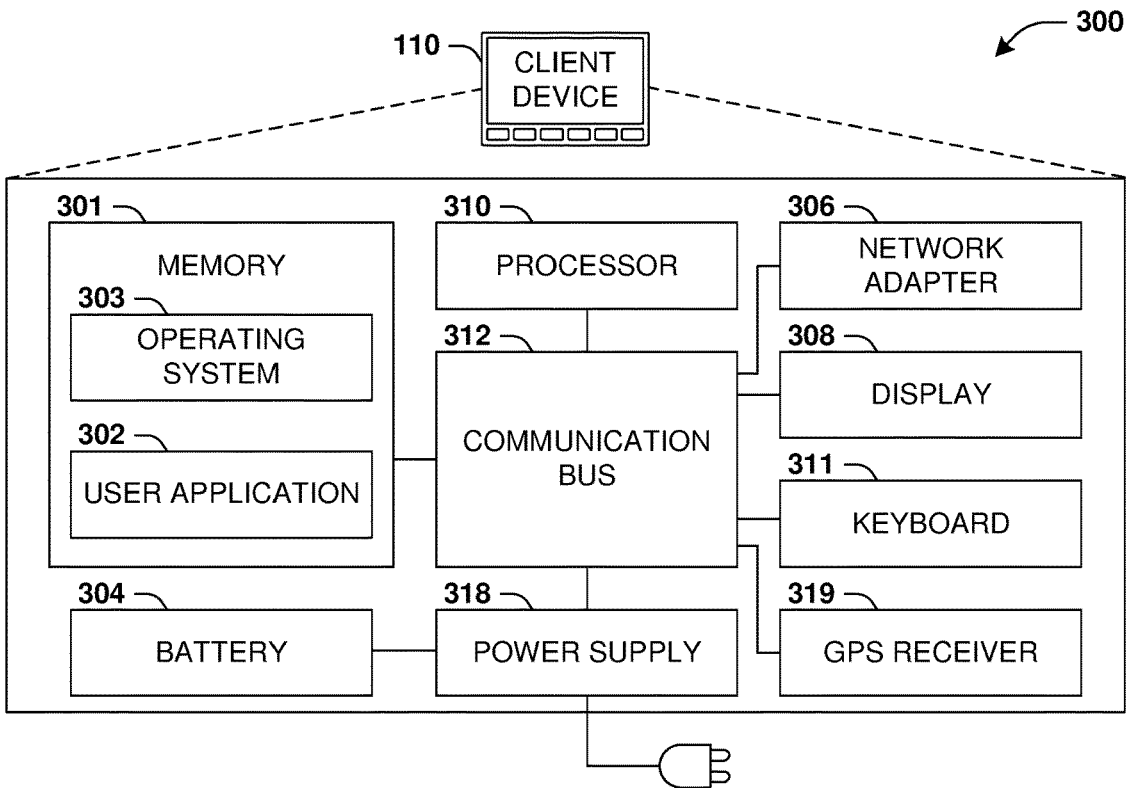 300
110
CLIENT
DEVICE
301
MEMORY
303
OPERATING
SYSTEM
302
USER APPLICATION
304
BATTERY
310
PROCESSOR
312
COMMUNICATION
BUS
318
POWER SUPPLY
306
NETWORK
ADAPTER
308
DISPLAY
311
KEYBOARD
319
GPS RECEIVER